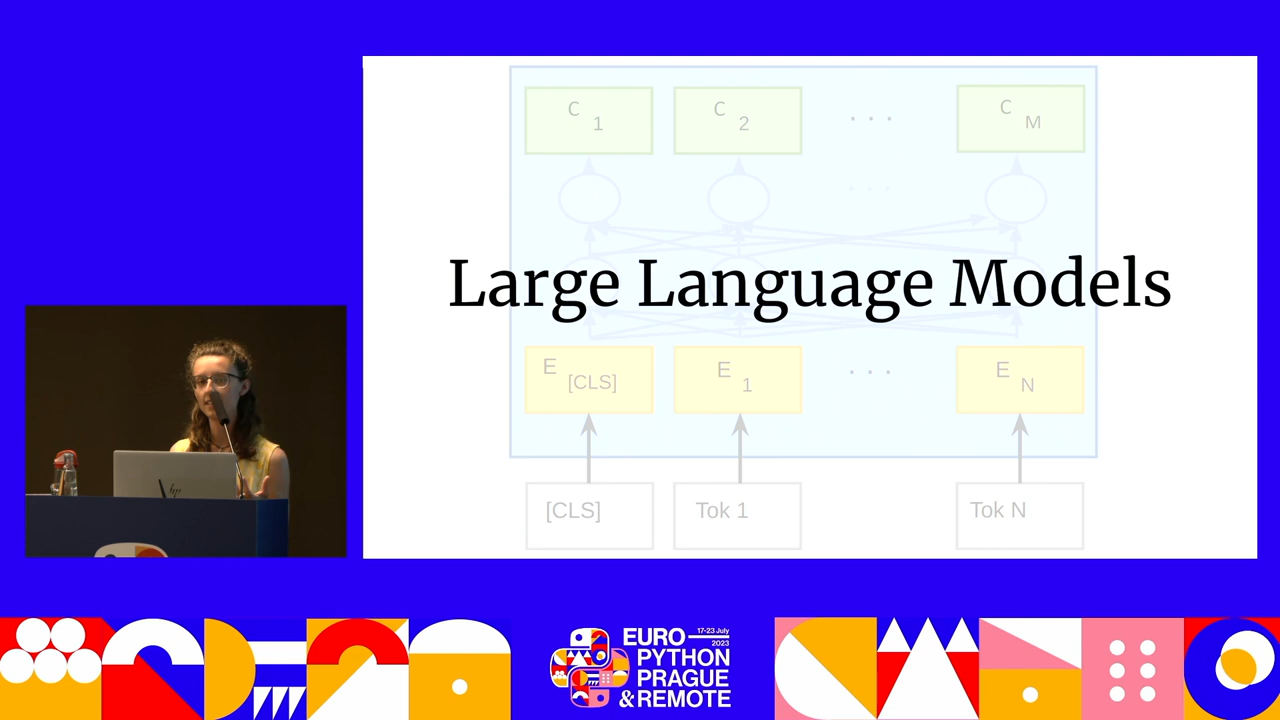 C 1
C 2
. . .
C M
. . .
Large Language Models
E [CLS]
E 1
. . .
E N
[CLS]
Tok 1
Tok N
hp
EURO 17-23 July 2023
PYTHON
PRAGUE
& REMOTE